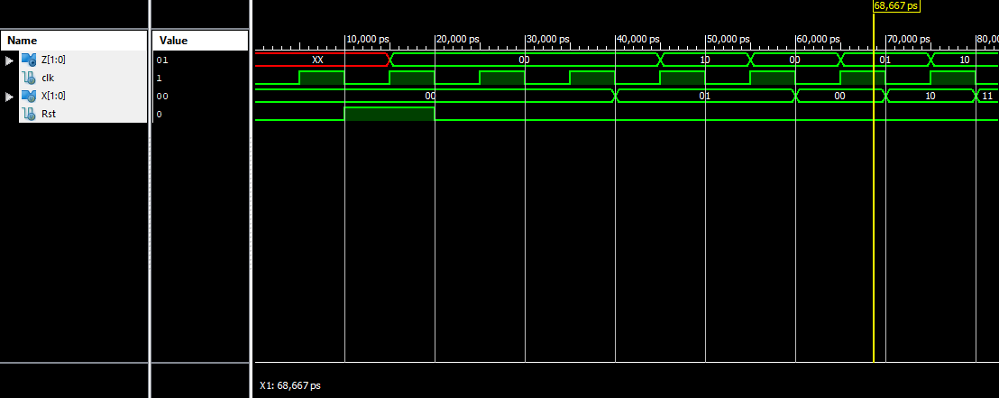 68,667 ps
Name Value
10,000 ps 20,000 ps 30,000 ps 40,000 ps 50,000 ps 60,000 ps 70,000 ps 80,0
Z[1:0] 01 XX 00 10 00 01 10
clk 1
X[1:0] 00 00 01 00 10 11
Rst 0
X1: 68,667 ps